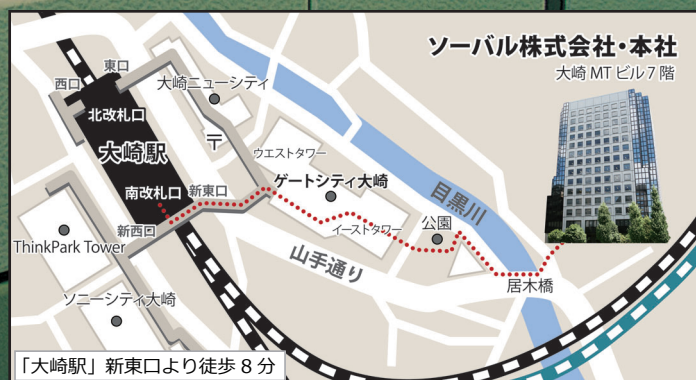 ソーバル株式会社・本社
大崎 MT ビル 7 階
東口
西口
大崎ニューシティ
北改札口
大崎駅
〒
ウエストタワー
南改札口
新東口
ゲートシティ大崎
目黒川
新西口
イーストタワー
公園
ThinkPark Tower
山手通り
居木橋
ソニーシティ大崎
「大崎駅」新東口より徒歩 8 分